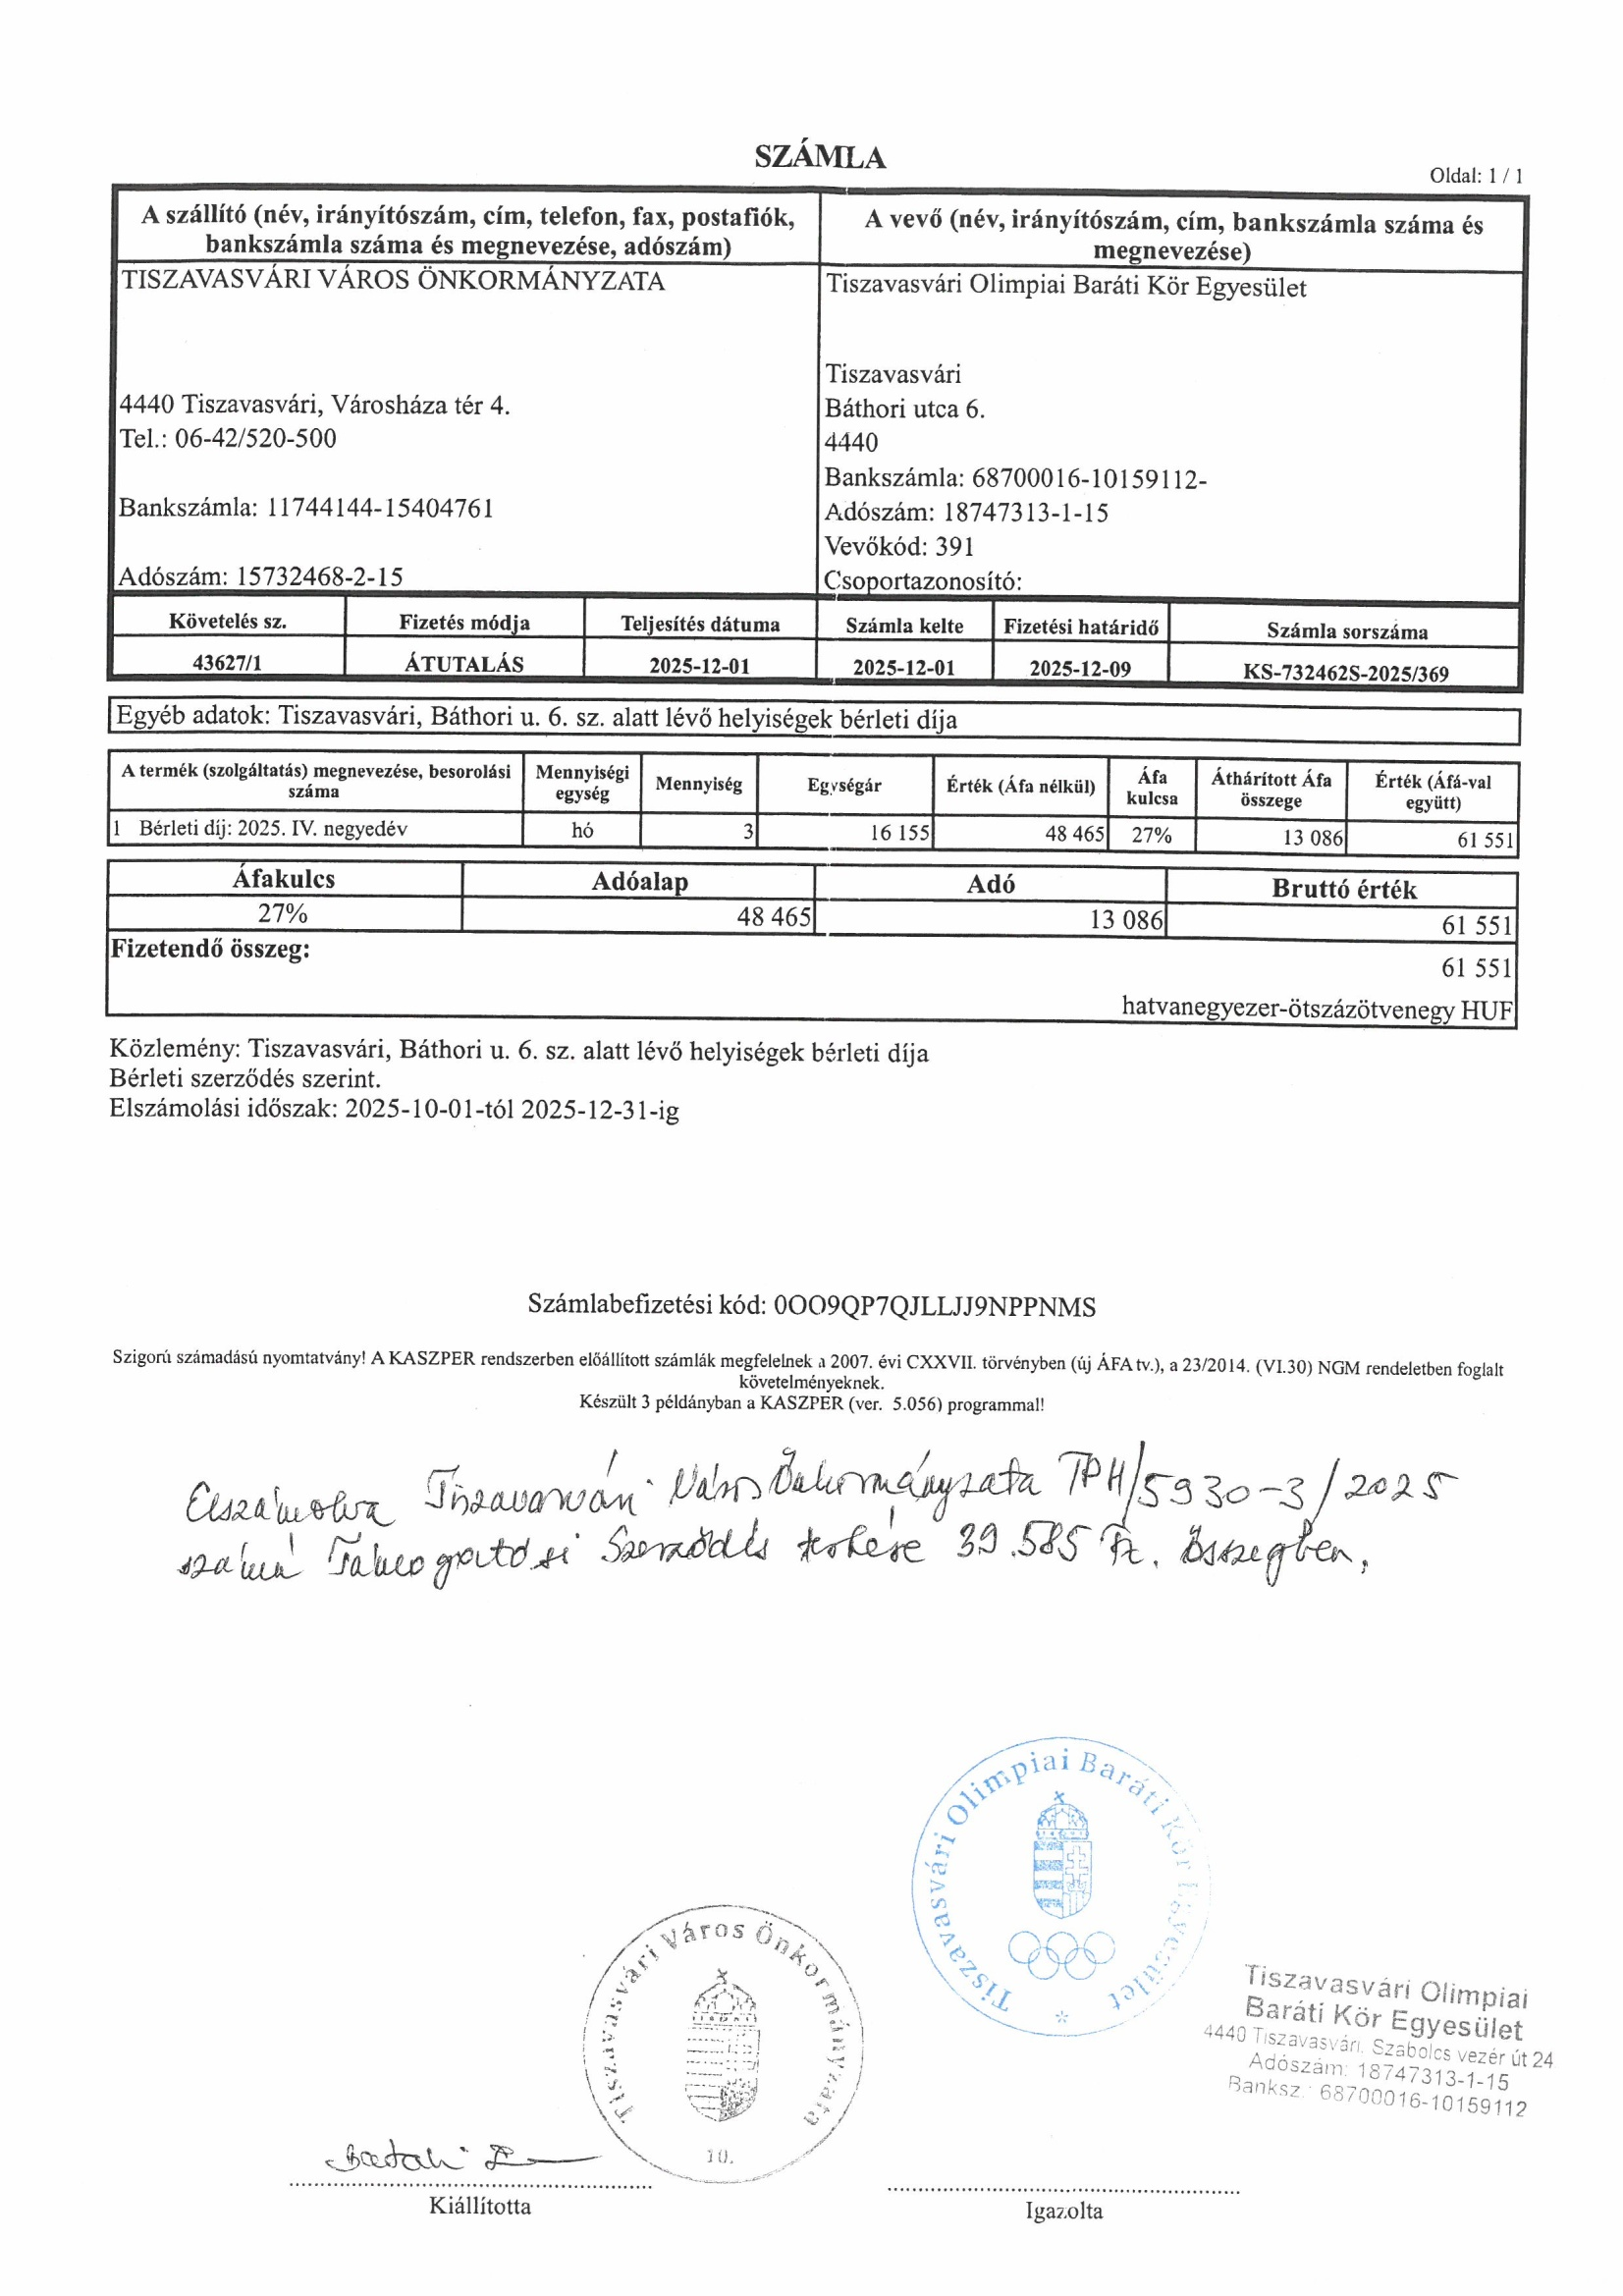 SZÁMLA
Oldal: 1 / 1
A szállító (név, irányítószám, cím, telefon, fax, postafiók,
bankszámla száma és megnevezése, adószám)
A vevő (név, irányítószám, cím, bankszámla száma és
megnevezése)
TISZAVASVÁRI VÁROS ÖNKORMÁNYZATA
4440 Tiszavasvári, Városháza tér 4.
Tel.: 06-42/520-500
Bankszámla: 11744144-15404761
Adószám: 15732468-2-15
Tiszavasvári Olimpiai Baráti Kör Egyesület
Tiszavasvári
Báthori utca 6.
4440
Bankszámla: 68700016-10159112-
Adószám: 18747313-1-15
Vevőkód: 391
Csoportazonosító:
Követelés sz. Fizetés módja Teljesítés dátuma Számla kelte Fizetési határidő Számla sorszáma
43627/1 ÁTUTALÁS 2025-12-01 2025-12-01 2025-12-09 KS-732462S-2025/369
Egyéb adatok: Tiszavasvári, Báthori u. 6. sz. alatt lévő helyiségek bérleti díja
A termék (szolgáltatás) megnevezése, besorolási
száma
Mennyiségi
egység
Mennyiség
Egységár
Érték (Áfa nélkül)
Áfa
kulcsa
Áthárított Áfa
összege
Érték (Áfá-val
együtt)
1 Bérleti díj: 2025. IV. negyedév hó 3 16 155 48 465 27% 13 086 61 551
Áfakulcs Adóalap Adó Bruttó érték
27% 48 465 13 086 61 551
Fizetendő összeg:
61 551
hatvanegyezer-ötszázötvenegy HUF
Közlemény: Tiszavasvári, Báthori u. 6. sz. alatt lévő helyiségek bérleti díja
Bérleti szerződés szerint.
Elszámolási időszak: 2025-10-01-tól 2025-12-31-ig
Számlabefizetési kód: 0OO9QP7QJLLJJ9NPPNMS
Szigorú számadású nyomtatvány! A KASZPER rendszerben előállított számlák megfelelnek a 2007. évi CXXVII. törvényben (új ÁFA tv.), a 23/2014. (VI.30) NGM rendeletben foglalt
követelményeknek.
Készült 3 példányban a KASZPER (ver. 5.056) programmal!
Elszámolva Tiszavasvári Város Önkormányzata TPH/5930-3/2025
számú Támogatási Szerződés terhére 39.585 Ft. összegben.
Tiszavasvári Olimpiai Baráti Kör Egyesület
Tiszavasvári Város Önkormányzata
10.
Tiszavasvári Olimpiai
Baráti Kör Egyesület
4440 Tiszavasvári, Szabolcs vezér út 24
Adószám: 18747313-1-15
Banksz.: 68700016-10159112
Kiállította
Igazolta